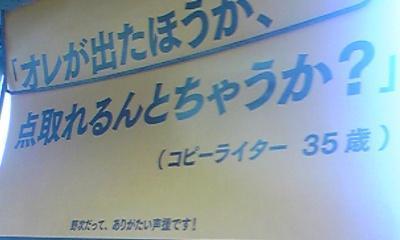 「オレが出たほうが、
点取れるんとちゃうか？」
（コピーライター 35歳）
野次だって、ありがたい声援です！